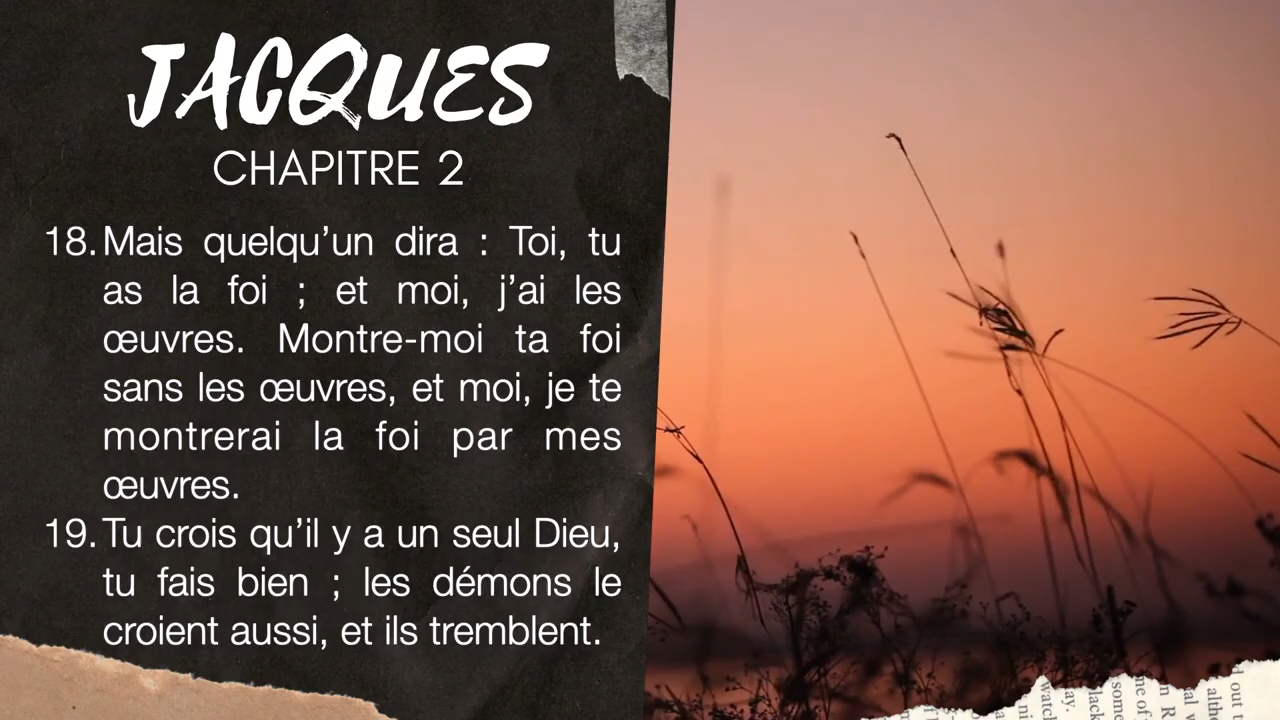 JACQUES
CHAPITRE 2
18. Mais quelqu’un dira : Toi, tu
as la foi ; et moi, j’ai les
œuvres. Montre-moi ta foi
sans les œuvres, et moi, je te
montrerai la foi par mes
œuvres.
19. Tu crois qu’il y a un seul Dieu,
tu fais bien ; les démons le
croient aussi, et ils tremblent.